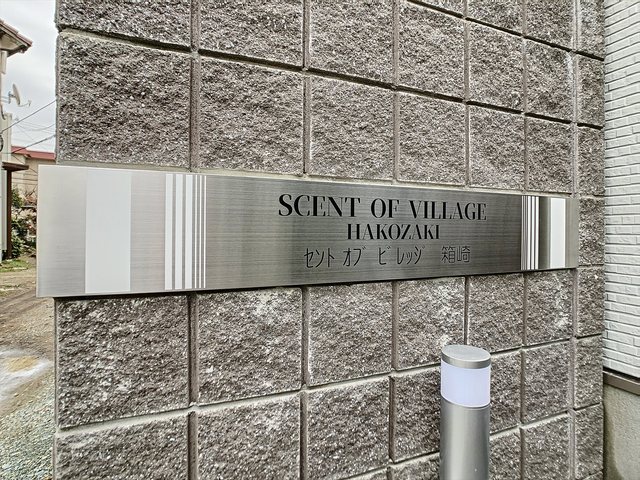 SCENT OF VILLAGE
HAKOZAKI
ｾﾝﾄ ｵﾌﾞ ﾋﾞﾚｯｼﾞ 箱崎